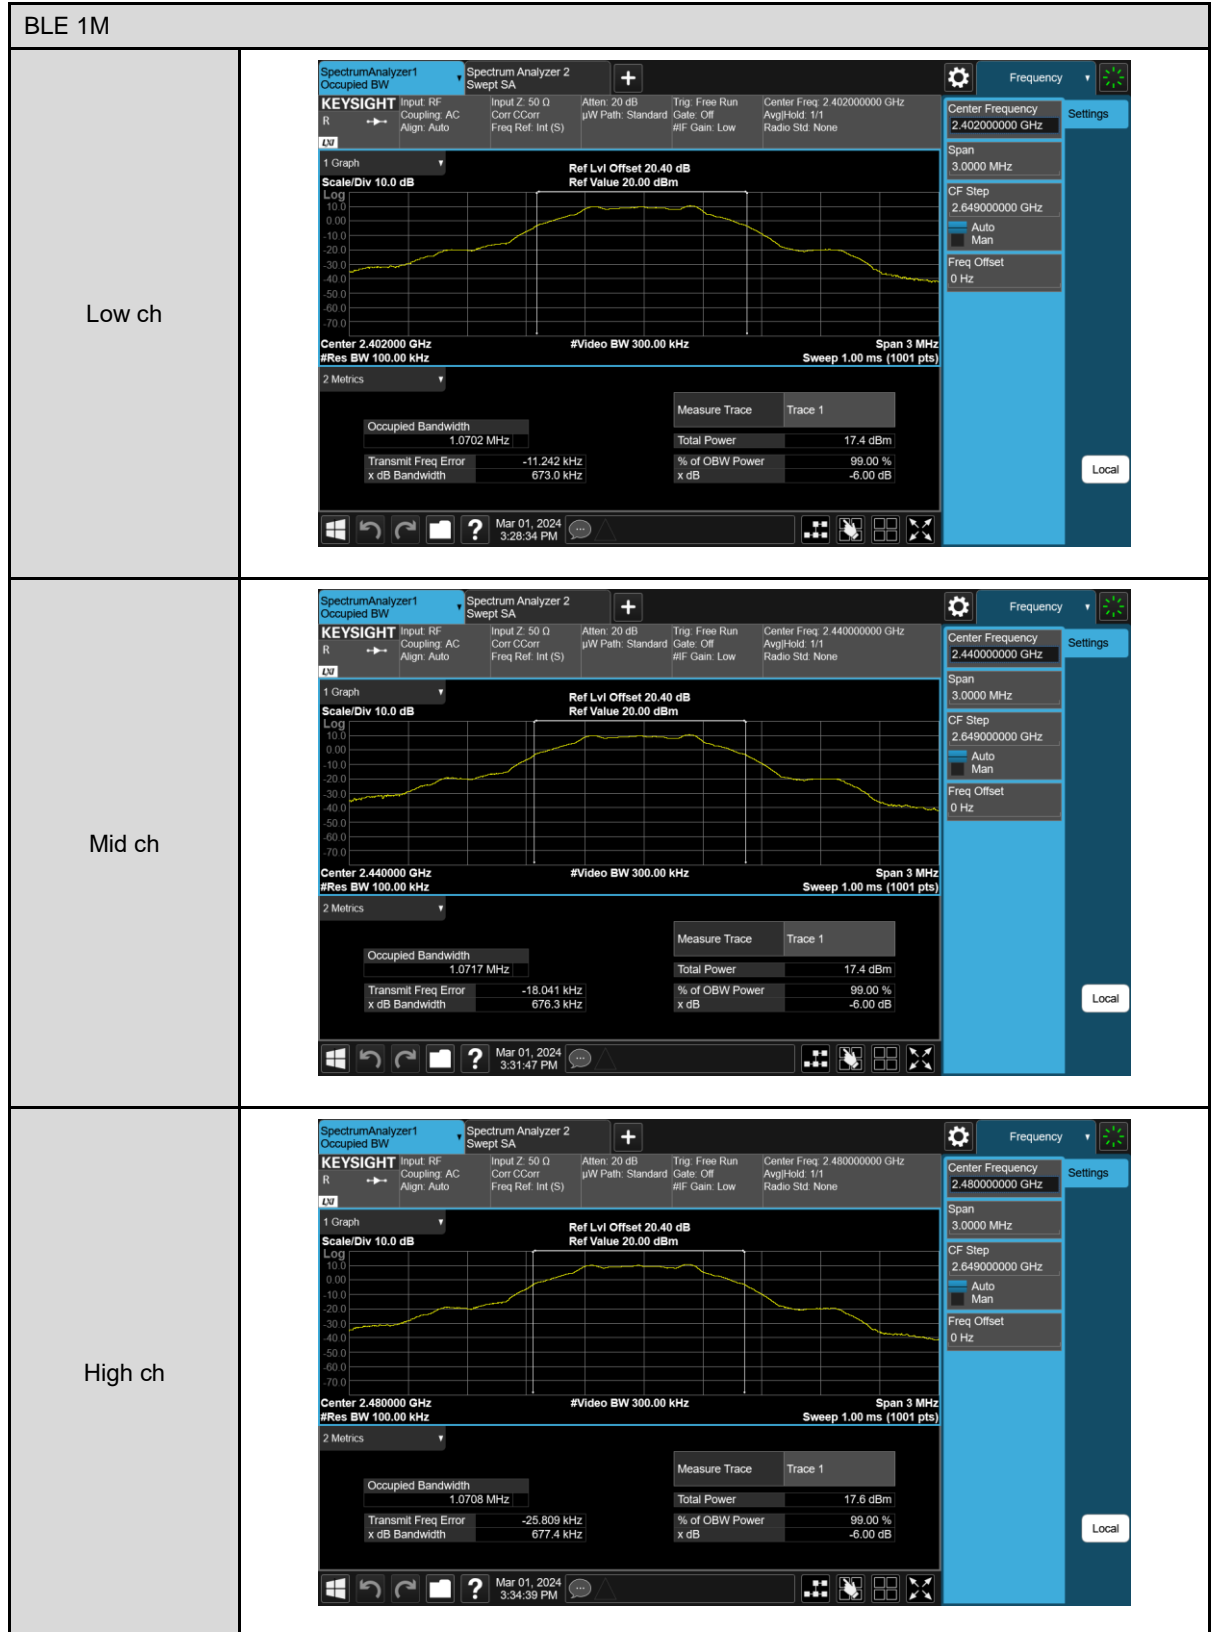 BLE 1M
Low ch
SpectrumAnalyzer1
Occupied BW
Spectrum Analyzer 2
Swept SA
Frequency
KEYSIGHT Input: RF Input Z: 50 Ω Atten: 20 dB Trig: Free Run Center Freq: 2.402000000 GHz
R Coupling: AC Corr CCorr µW Path: Standard Gate: Off Avg|Hold: 1/1
Align: Auto Freq Ref: Int (S) #IF Gain: Low Radio Std: None
LXI
Center Frequency
2.402000000 GHz
Settings
Span
3.0000 MHz
CF Step
2.649000000 GHz
Auto
Man
Freq Offset
0 Hz
Local
1 Graph
Ref Lvl Offset 20.40 dB
Scale/Div 10.0 dB Ref Value 20.00 dBm
Log
10.0
0.00
-10.0
-20.0
-30.0
-40.0
-50.0
-60.0
-70.0
Center 2.402000 GHz #Video BW 300.00 kHz Span 3 MHz
#Res BW 100.00 kHz Sweep 1.00 ms (1001 pts)
2 Metrics
Measure Trace Trace 1
Occupied Bandwidth
1.0702 MHz Total Power 17.4 dBm
Transmit Freq Error -11.242 kHz % of OBW Power 99.00 %
x dB Bandwidth 673.0 kHz x dB -6.00 dB
? Mar 01, 2024
3:28:34 PM
Mid ch
SpectrumAnalyzer1
Occupied BW
Spectrum Analyzer 2
Swept SA
Frequency
KEYSIGHT Input: RF Input Z: 50 Ω Atten: 20 dB Trig: Free Run Center Freq: 2.440000000 GHz
R Coupling: AC Corr CCorr µW Path: Standard Gate: Off Avg|Hold: 1/1
Align: Auto Freq Ref: Int (S) #IF Gain: Low Radio Std: None
LXI
Center Frequency
2.440000000 GHz
Settings
Span
3.0000 MHz
CF Step
2.649000000 GHz
Auto
Man
Freq Offset
0 Hz
Local
1 Graph
Ref Lvl Offset 20.40 dB
Scale/Div 10.0 dB Ref Value 20.00 dBm
Log
10.0
0.00
-10.0
-20.0
-30.0
-40.0
-50.0
-60.0
-70.0
Center 2.440000 GHz #Video BW 300.00 kHz Span 3 MHz
#Res BW 100.00 kHz Sweep 1.00 ms (1001 pts)
2 Metrics
Measure Trace Trace 1
Occupied Bandwidth
1.0717 MHz Total Power 17.4 dBm
Transmit Freq Error -18.041 kHz % of OBW Power 99.00 %
x dB Bandwidth 676.3 kHz x dB -6.00 dB
? Mar 01, 2024
3:31:47 PM
High ch
SpectrumAnalyzer1
Occupied BW
Spectrum Analyzer 2
Swept SA
Frequency
KEYSIGHT Input: RF Input Z: 50 Ω Atten: 20 dB Trig: Free Run Center Freq: 2.480000000 GHz
R Coupling: AC Corr CCorr µW Path: Standard Gate: Off Avg|Hold: 1/1
Align: Auto Freq Ref: Int (S) #IF Gain: Low Radio Std: None
LXI
Center Frequency
2.480000000 GHz
Settings
Span
3.0000 MHz
CF Step
2.649000000 GHz
Auto
Man
Freq Offset
0 Hz
Local
1 Graph
Ref Lvl Offset 20.40 dB
Scale/Div 10.0 dB Ref Value 20.00 dBm
Log
10.0
0.00
-10.0
-20.0
-30.0
-40.0
-50.0
-60.0
-70.0
Center 2.480000 GHz #Video BW 300.00 kHz Span 3 MHz
#Res BW 100.00 kHz Sweep 1.00 ms (1001 pts)
2 Metrics
Measure Trace Trace 1
Occupied Bandwidth
1.0708 MHz Total Power 17.6 dBm
Transmit Freq Error -25.809 kHz % of OBW Power 99.00 %
x dB Bandwidth 677.4 kHz x dB -6.00 dB
? Mar 01, 2024
3:34:39 PM